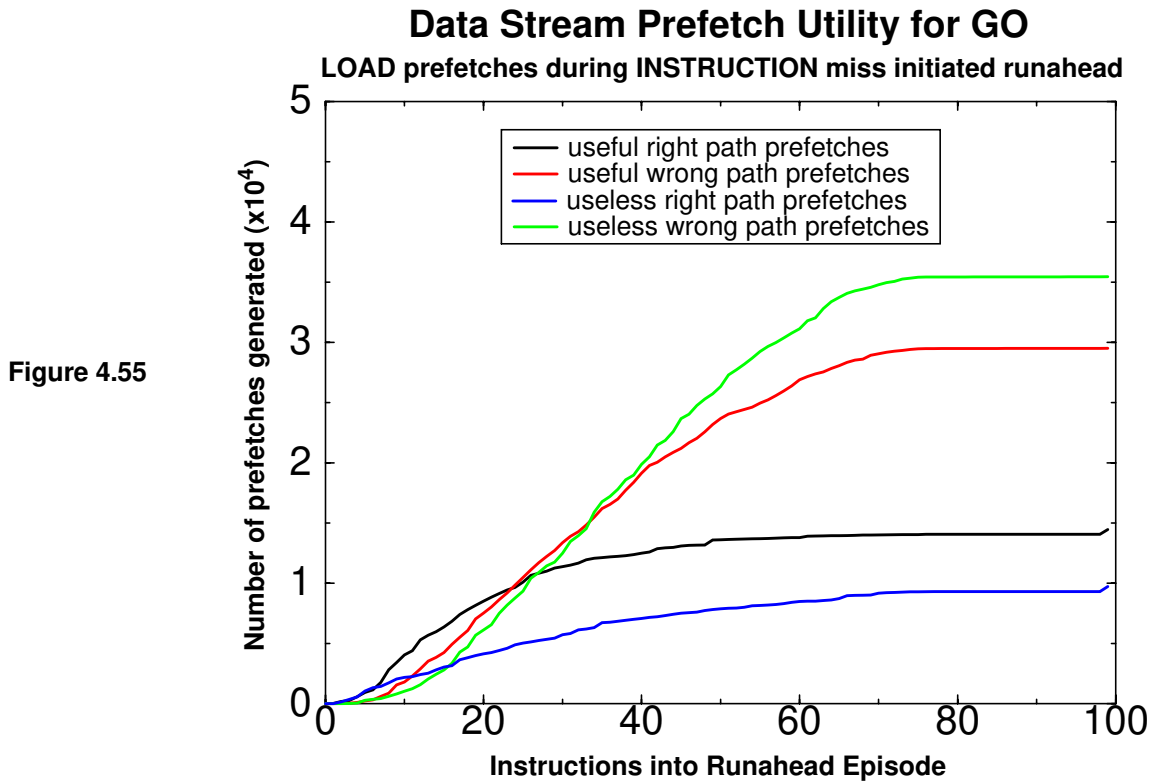 Data Stream Prefetch Utility for GO
LOAD prefetches during INSTRUCTION miss initiated runahead
5
4
3
2
1
0
Number of prefetches generated (x10⁴)
useful right path prefetches
useful wrong path prefetches
useless right path prefetches
useless wrong path prefetches
Figure 4.55
0 20 40 60 80 100
Instructions into Runahead Episode